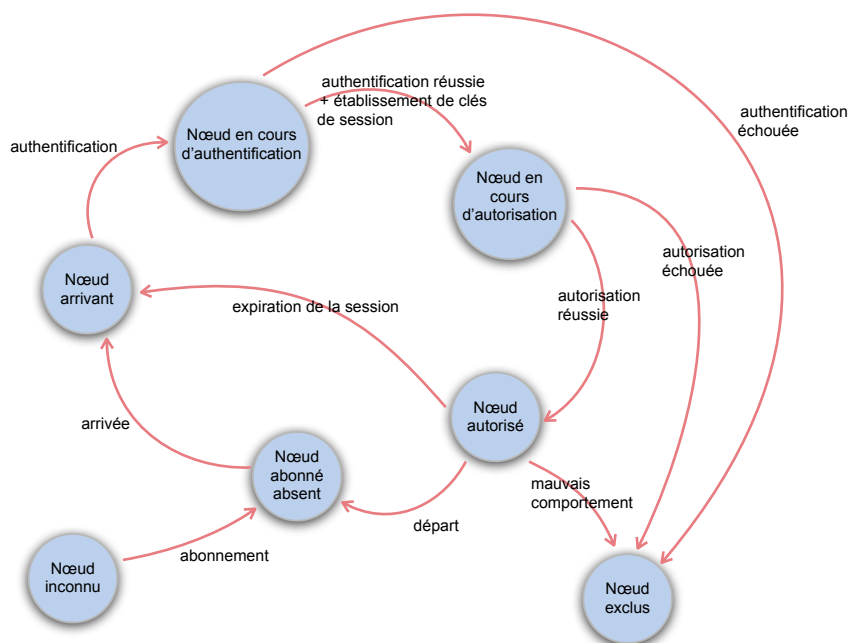 authentification réussie
+ établissement de clés
de session
authentification
échouée
Nœud en cours
d'authentification
authentification
Nœud en
cours
d'autorisation
autorisation
échouée
Nœud
arrivant
expiration de la session
autorisation
réussie
Nœud
autorisé
arrivée
Nœud
abonné
absent
mauvais
comportement
départ
abonnement
Nœud
inconnu
Nœud
exclus